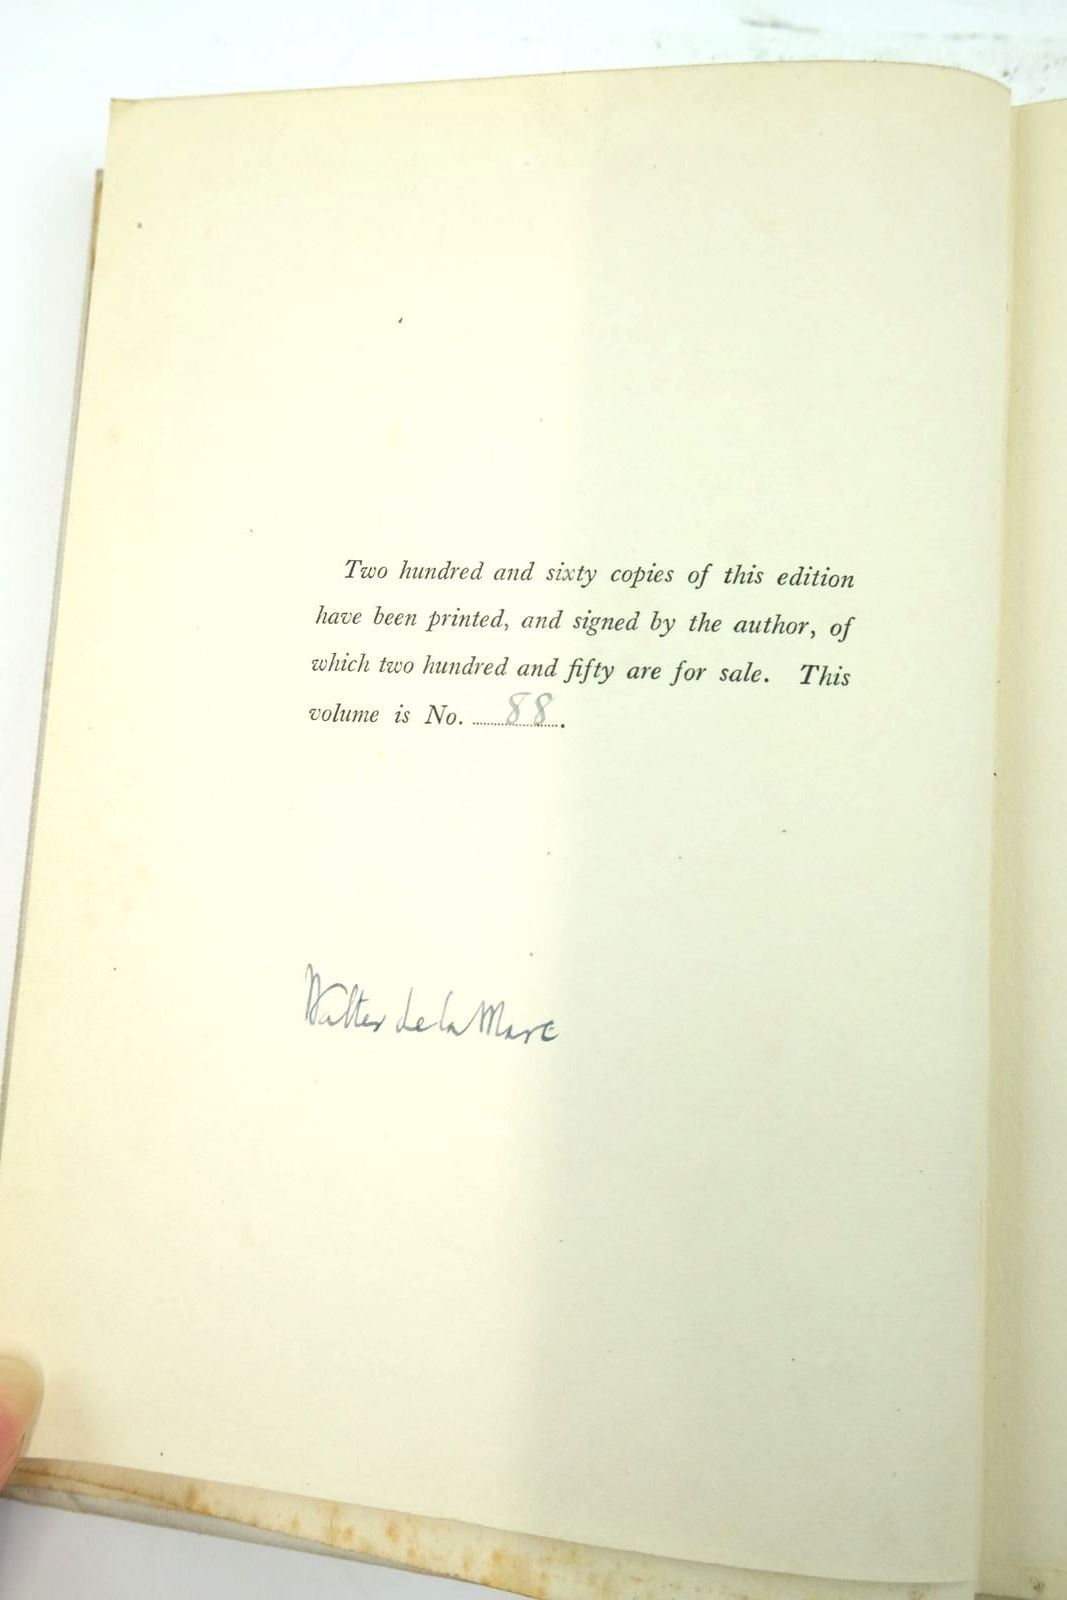 Two hundred and sixty copies of this edition
have been printed, and signed by the author, of
which two hundred and fifty are for sale. This
volume is No. ............88...
Walter de la Mare